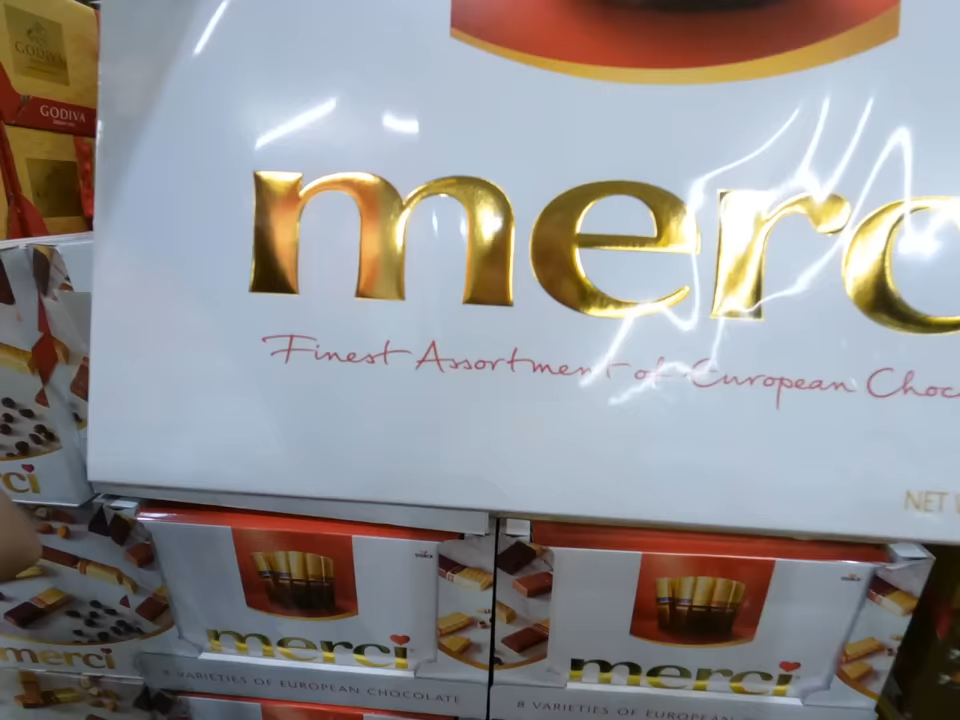 GODIVA
GODIVA
merc
Finest Assortment of European Choc
NET
merci
merci
merci
merci
8 VARIETIES OF EUROPEAN CHOCOLATE
8 VARIETIES OF EUROPEAN